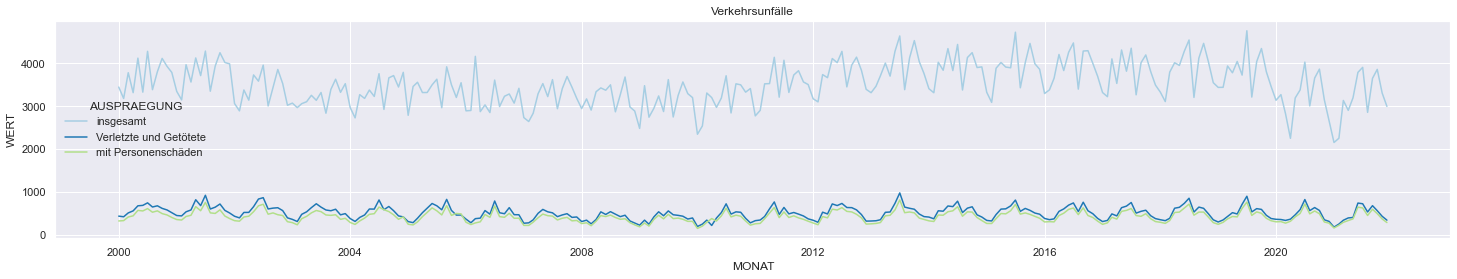 Verkehrsunfälle
WERT
4000
3000
2000
1000
0
AUSPRAEGUNG
insgesamt
Verletzte und Getötete
mit Personenschäden
2000 2004 2008 2012 2016 2020
MONAT